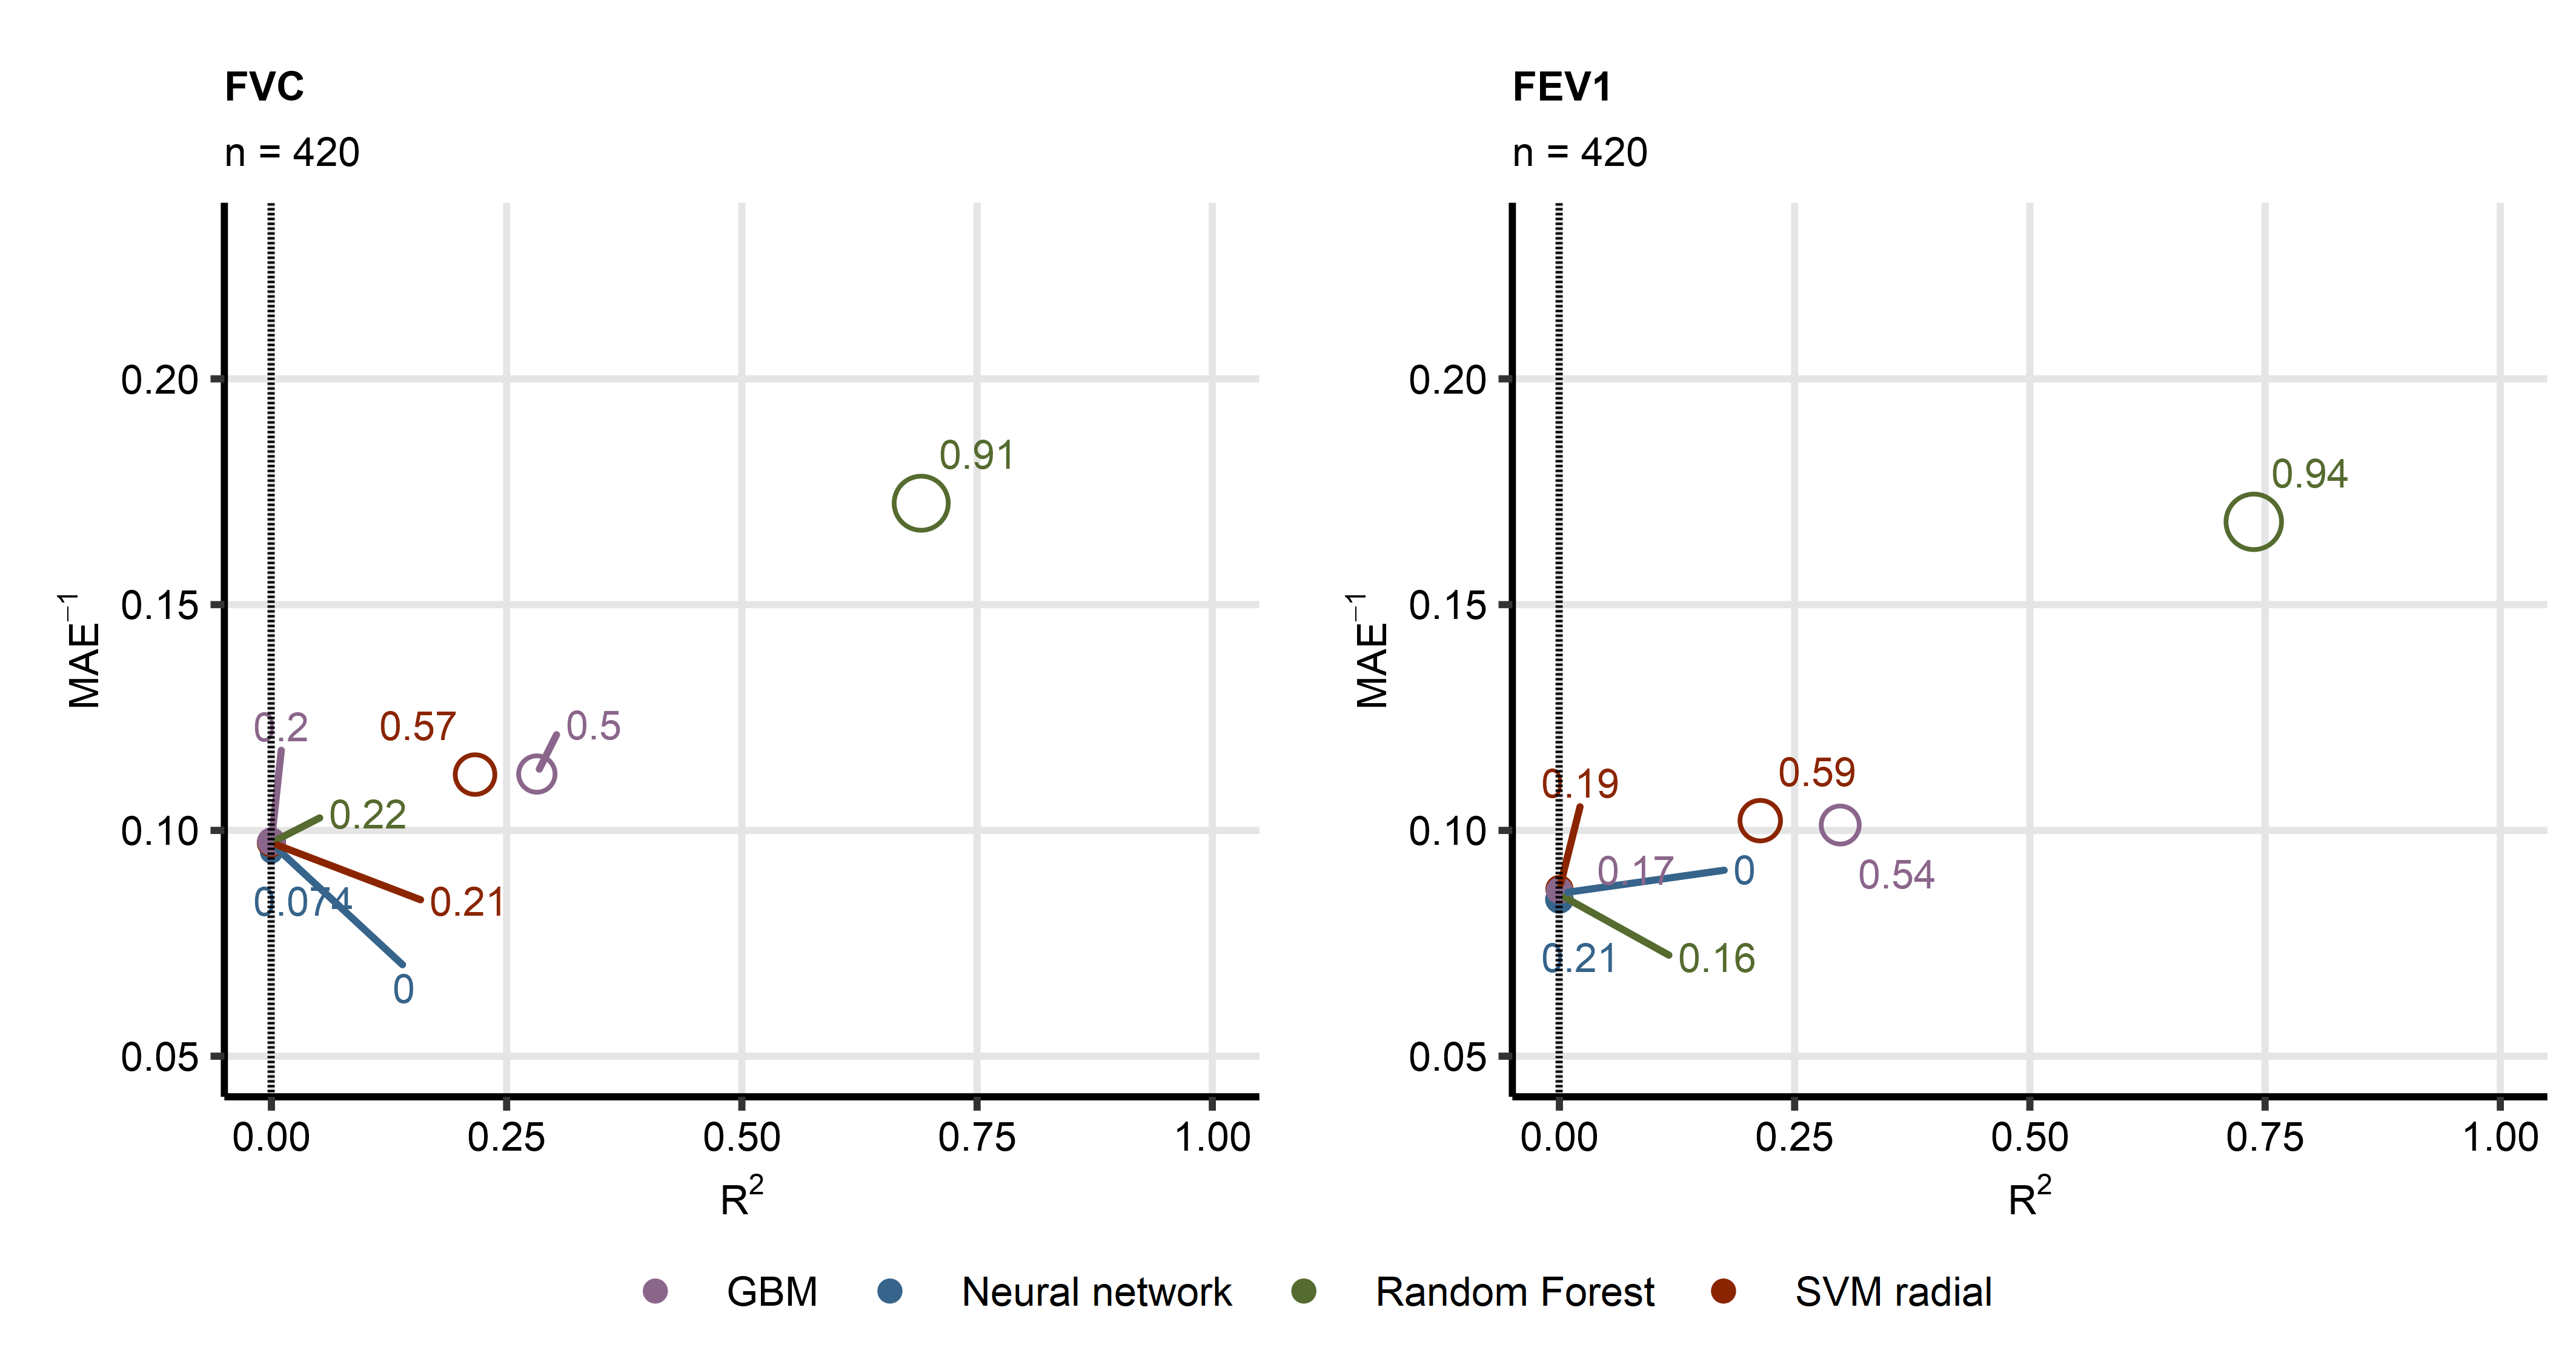 FVC
n = 420
MAE⁻¹
0.20
0.15
0.10
0.05
0.91
0.57
0.5
0.2
0.22
0.074
0.21
0
0.00 0.25 0.50 0.75 1.00
R²
FEV1
n = 420
MAE⁻¹
0.20
0.15
0.10
0.05
0.94
0.59
0.19
0.17
0
0.54
0.21
0.16
0.00 0.25 0.50 0.75 1.00
R²
GBM Neural network Random Forest SVM radial